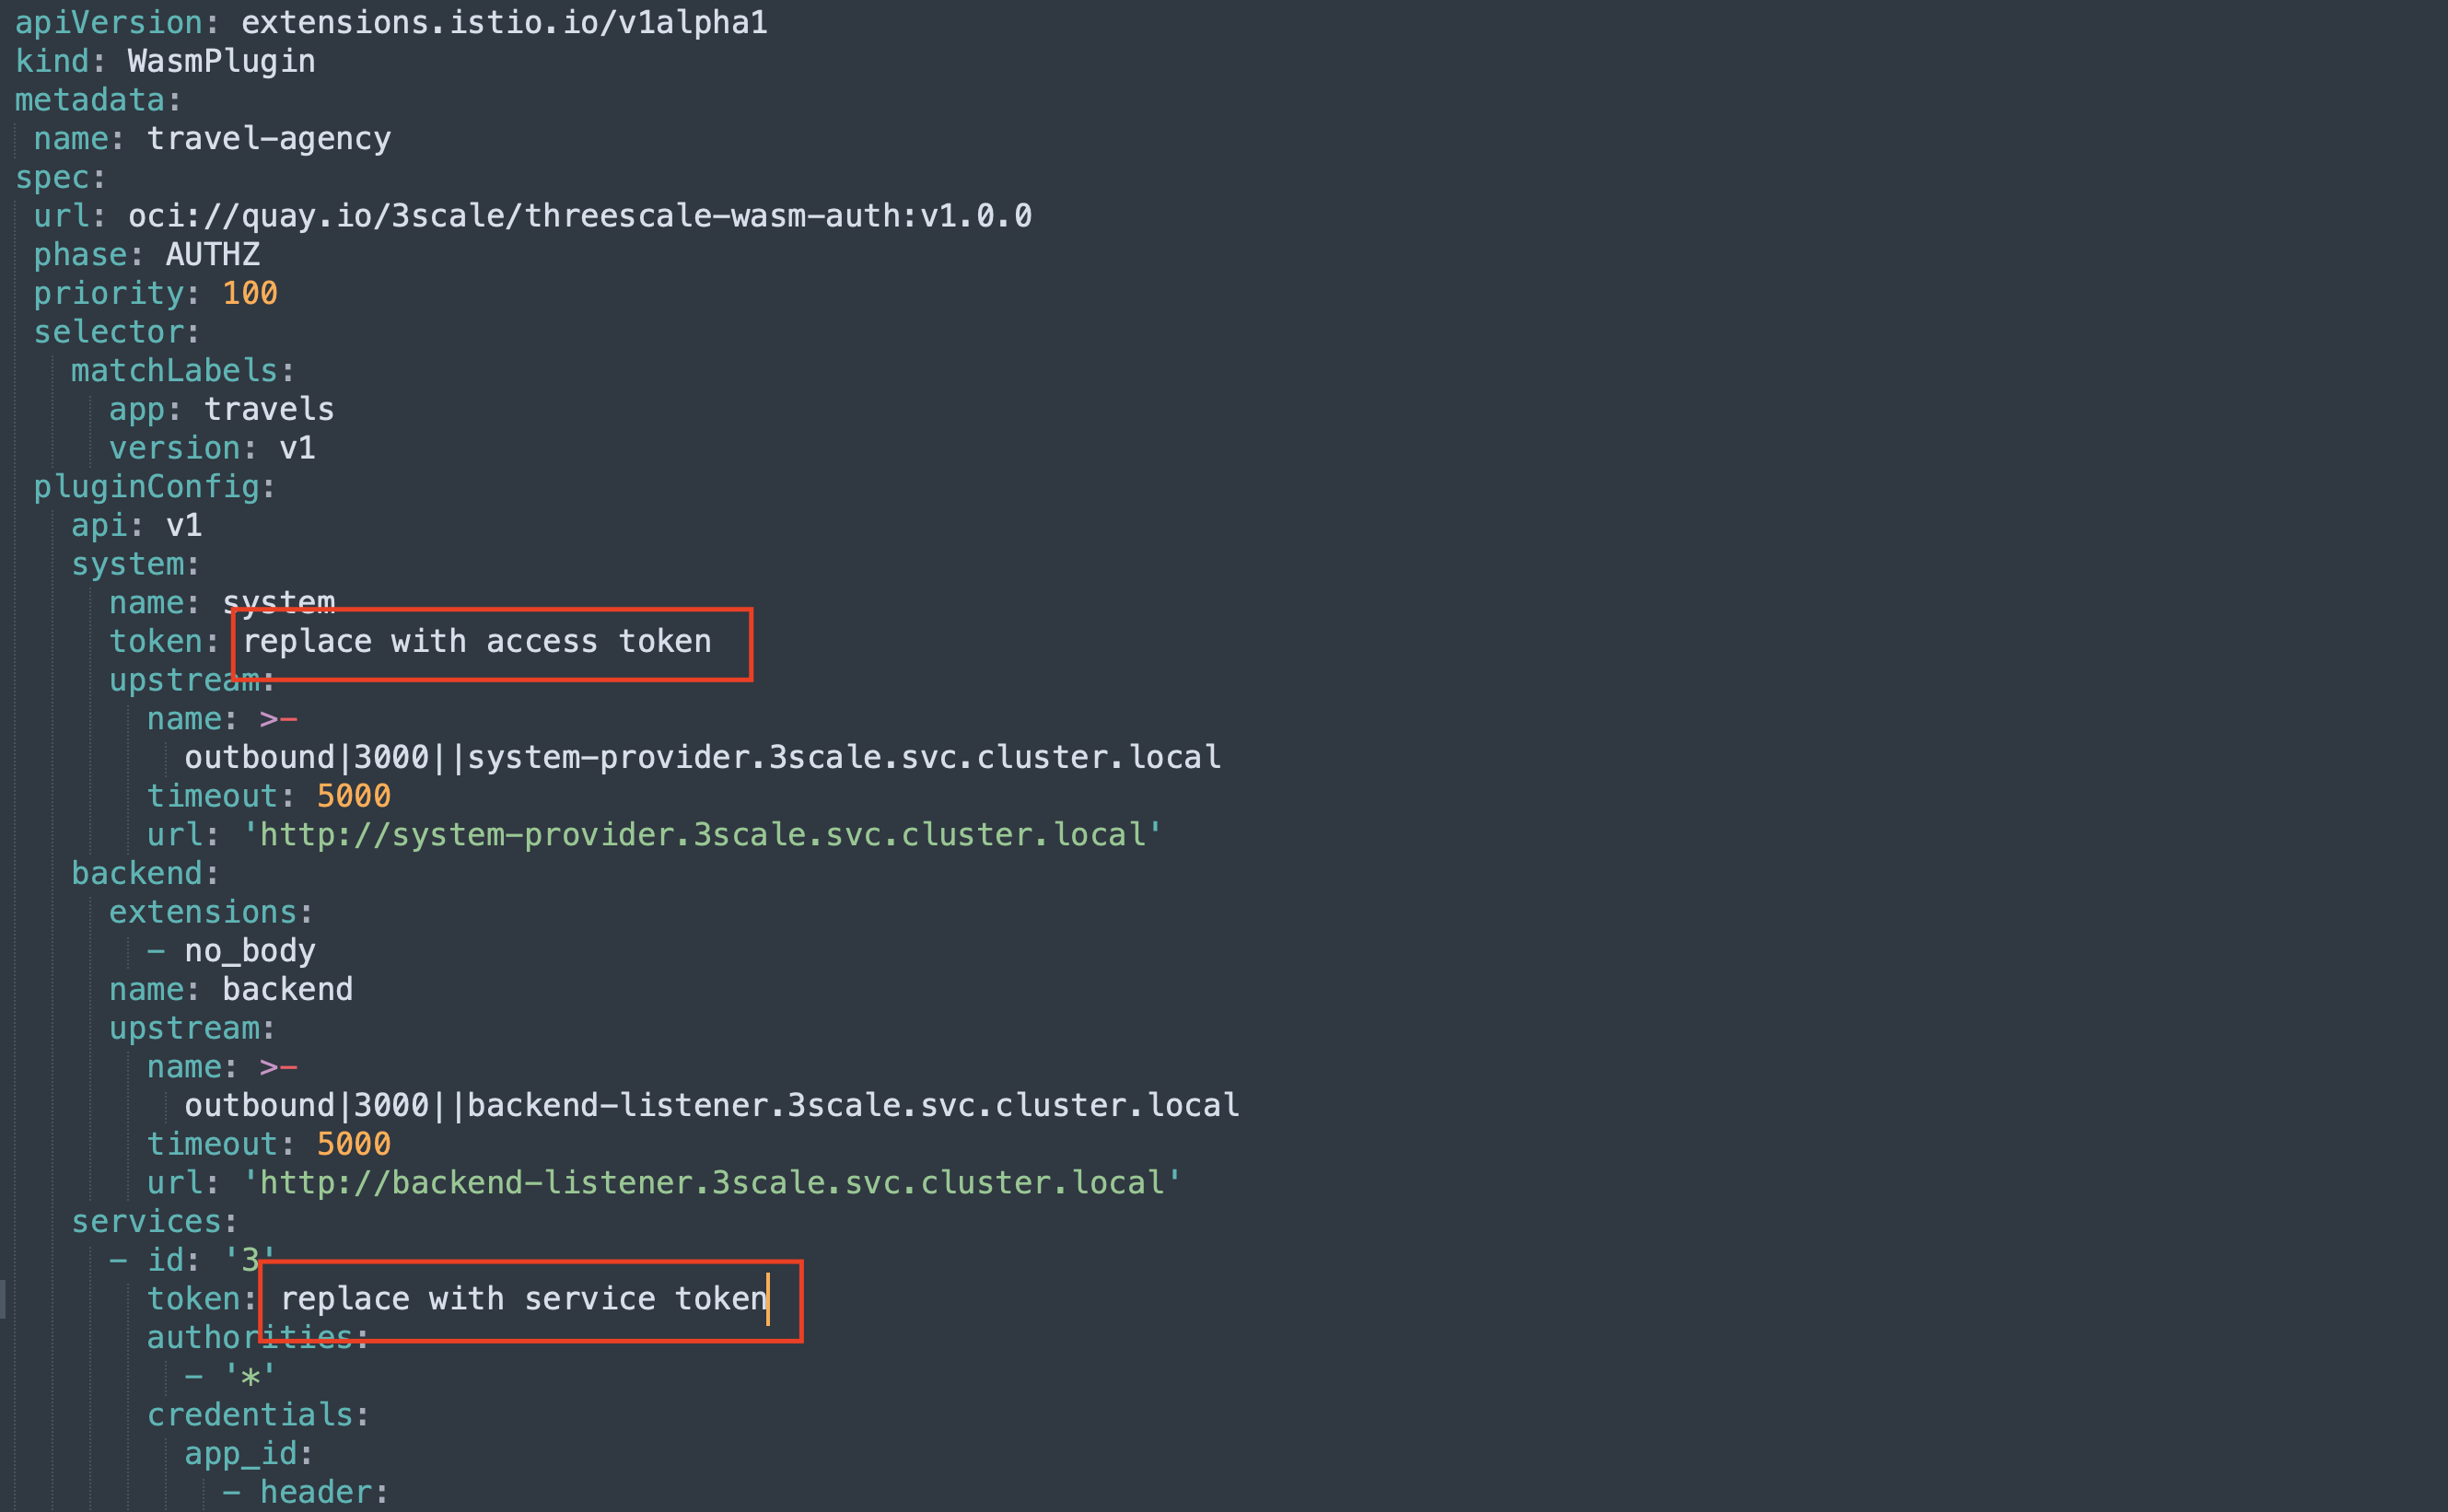 apiVersion: extensions.istio.io/v1alpha1
kind: WasmPlugin
metadata:
 name: travel-agency
spec:
 url: oci://quay.io/3scale/threescale-wasm-auth:v1.0.0
 phase: AUTHZ
 priority: 100
 selector:
   matchLabels:
     app: travels
     version: v1
 pluginConfig:
   api: v1
   system:
     name: system
     token: replace with access token
     upstream:
       name: >-
         outbound|3000||system-provider.3scale.svc.cluster.local
       timeout: 5000
       url: 'http://system-provider.3scale.svc.cluster.local'
   backend:
     extensions:
       - no_body
     name: backend
     upstream:
       name: >-
         outbound|3000||backend-listener.3scale.svc.cluster.local
       timeout: 5000
       url: 'http://backend-listener.3scale.svc.cluster.local'
   services:
     - id: '3'
       token: replace with service token
       authorities:
         - '*'
       credentials:
         app_id:
           - header: